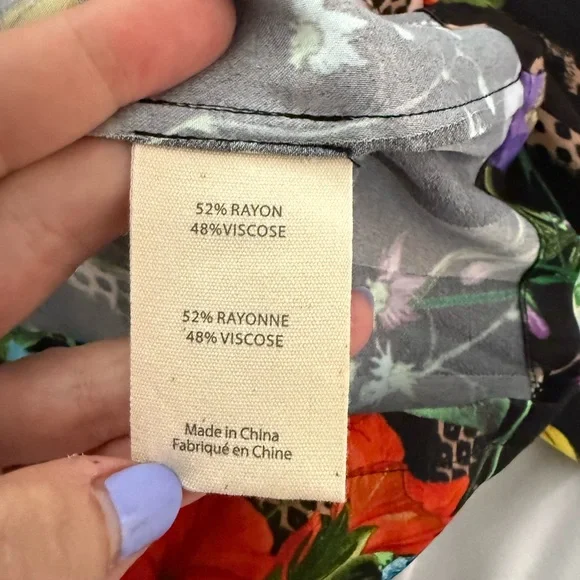 52% RAYON
48%VISCOSE
52% RAYONNE
48% VISCOSE
Made in China
Fabriqué en Chine